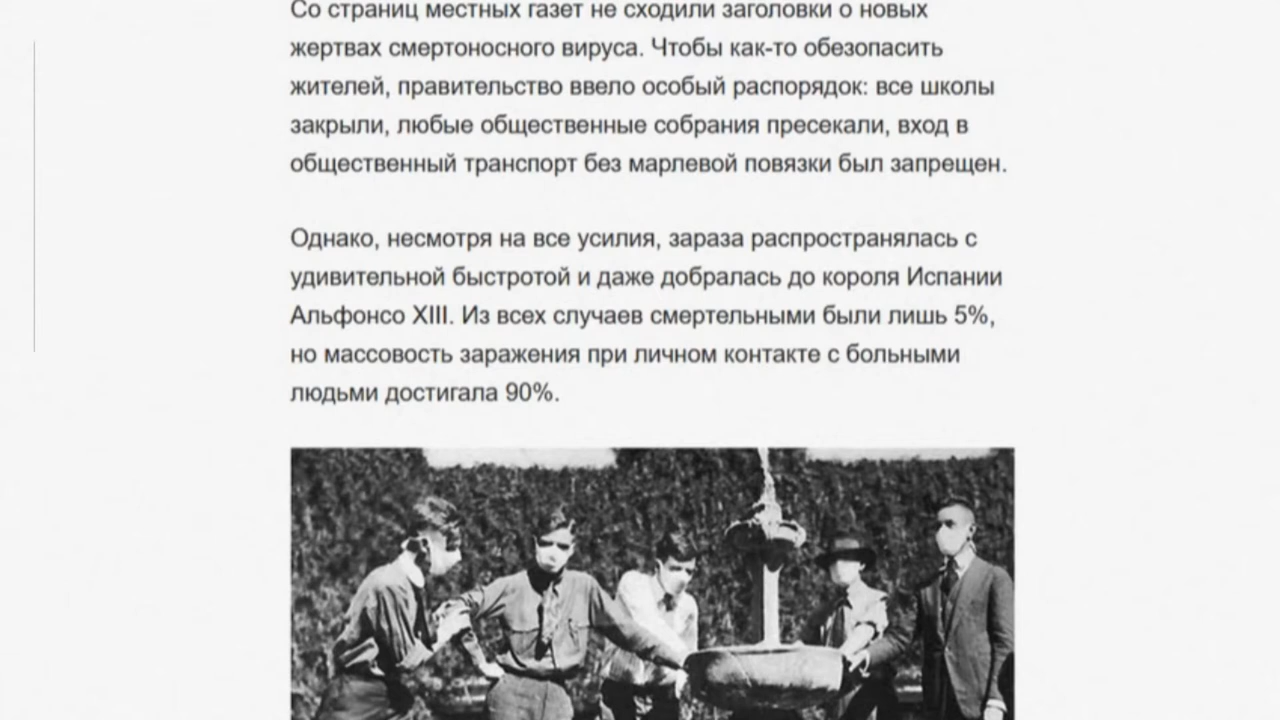 Со страниц местных газет не сходили заголовки о новых
жертвах смертоносного вируса. Чтобы как-то обезопасить
жителей, правительство ввело особый распорядок: все школы
закрыли, любые общественные собрания пресекали, вход в
общественный транспорт без марлевой повязки был запрещен.
Однако, несмотря на все усилия, зараза распространялась с
удивительной быстротой и даже добралась до короля Испании
Альфонсо XIII. Из всех случаев смертельными были лишь 5%,
но массовость заражения при личном контакте с больными
людьми достигала 90%.